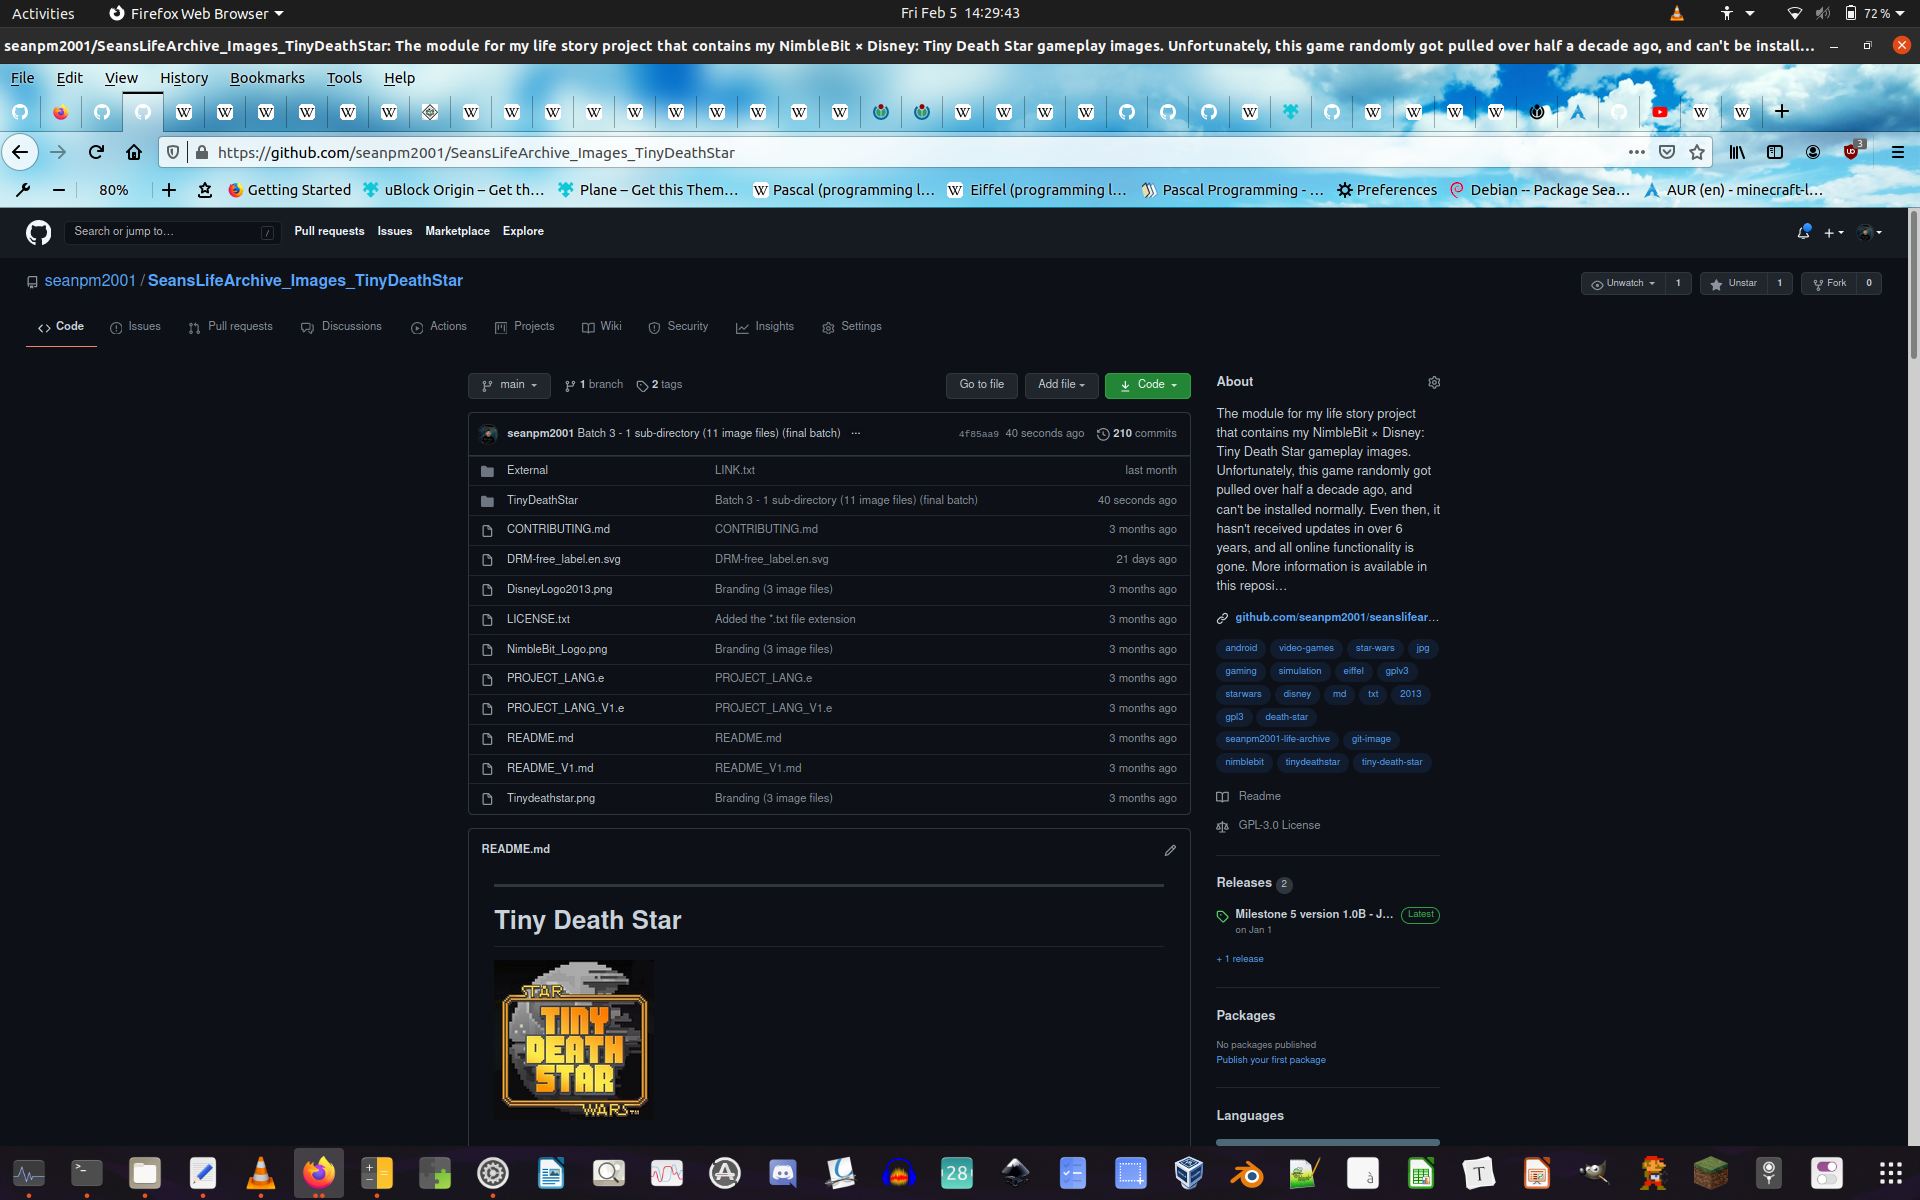 Activities Firefox Web Browser Fri Feb 5 14:29:43 72 %
seanpm2001/SeansLifeArchive_Images_TinyDeathStar: The module for my life story project that contains my NimbleBit × Disney: Tiny Death Star gameplay images. Unfortunately, this game randomly got pulled over half a decade ago, and can't be install...
File Edit View History Bookmarks Tools Help
https://github.com/seanpm2001/SeansLifeArchive_Images_TinyDeathStar 3
80% Getting Started uBlock Origin – Get th... Plane – Get this Them... Pascal (programming l... Eiffel (programming l... Pascal Programming - ... Preferences Debian -- Package Sea... AUR (en) - minecraft-l...
Search or jump to... / Pull requests Issues Marketplace Explore
seanpm2001 / SeansLifeArchive_Images_TinyDeathStar Unwatch 1 Unstar 1 Fork 0
Code Issues Pull requests Discussions Actions Projects Wiki Security Insights Settings
main 1 branch 2 tags Go to file Add file Code
seanpm2001 Batch 3 - 1 sub-directory (11 image files) (final batch) ... 4f85aa9 40 seconds ago 210 commits
External LINK.txt last month
TinyDeathStar Batch 3 - 1 sub-directory (11 image files) (final batch) 40 seconds ago
CONTRIBUTING.md CONTRIBUTING.md 3 months ago
DRM-free_label.en.svg DRM-free_label.en.svg 21 days ago
DisneyLogo2013.png Branding (3 image files) 3 months ago
LICENSE.txt Added the *.txt file extension 3 months ago
NimbleBit_Logo.png Branding (3 image files) 3 months ago
PROJECT_LANG.e PROJECT_LANG.e 3 months ago
PROJECT_LANG_V1.e PROJECT_LANG_V1.e 3 months ago
README.md README.md 3 months ago
README_V1.md README_V1.md 3 months ago
Tinydeathstar.png Branding (3 image files) 3 months ago
README.md
Tiny Death Star
STAR
TINY
DEATH
STAR
WARS™
About
The module for my life story project
that contains my NimbleBit × Disney:
Tiny Death Star gameplay images.
Unfortunately, this game randomly got
pulled over half a decade ago, and
can't be installed normally. Even then, it
hasn't received updates in over 6
years, and all online functionality is
gone. More information is available in
this reposi...
github.com/seanpm2001/seanslifear...
android video-games star-wars jpg
gaming simulation eiffel gplv3
starwars disney md txt 2013
gpl3 death-star
seanpm2001-life-archive git-image
nimblebit tinydeathstar tiny-death-star
Readme
GPL-3.0 License
Releases 2
Milestone 5 version 1.0B - J... Latest
on Jan 1
+ 1 release
Packages
No packages published
Publish your first package
Languages
28